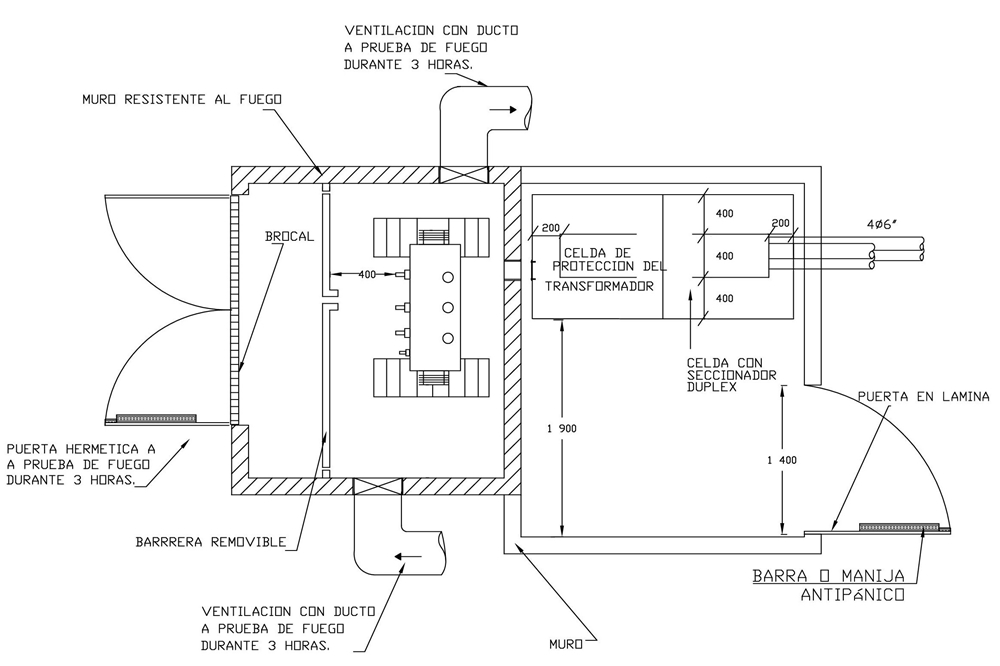 VENTILACION CON DUCTO
A PRUEBA DE FUEGO
DURANTE 3 HORAS.
MURO RESISTENTE AL FUEGO
BROCAL
400
200
CELDA DE
PROTECCION DEL
TRANSFORMADOR
400
400
400
200
4Ø6"
CELDA CON
SECCIONADOR
DUPLEX
PUERTA EN LAMINA
1 900
1 400
PUERTA HERMETICA A
A PRUEBA DE FUEGO
DURANTE 3 HORAS.
BARRRERA REMOVIBLE
BARRA O MANIJA
ANTIPáNICO
VENTILACION CON DUCTO
A PRUEBA DE FUEGO
DURANTE 3 HORAS.
MURO